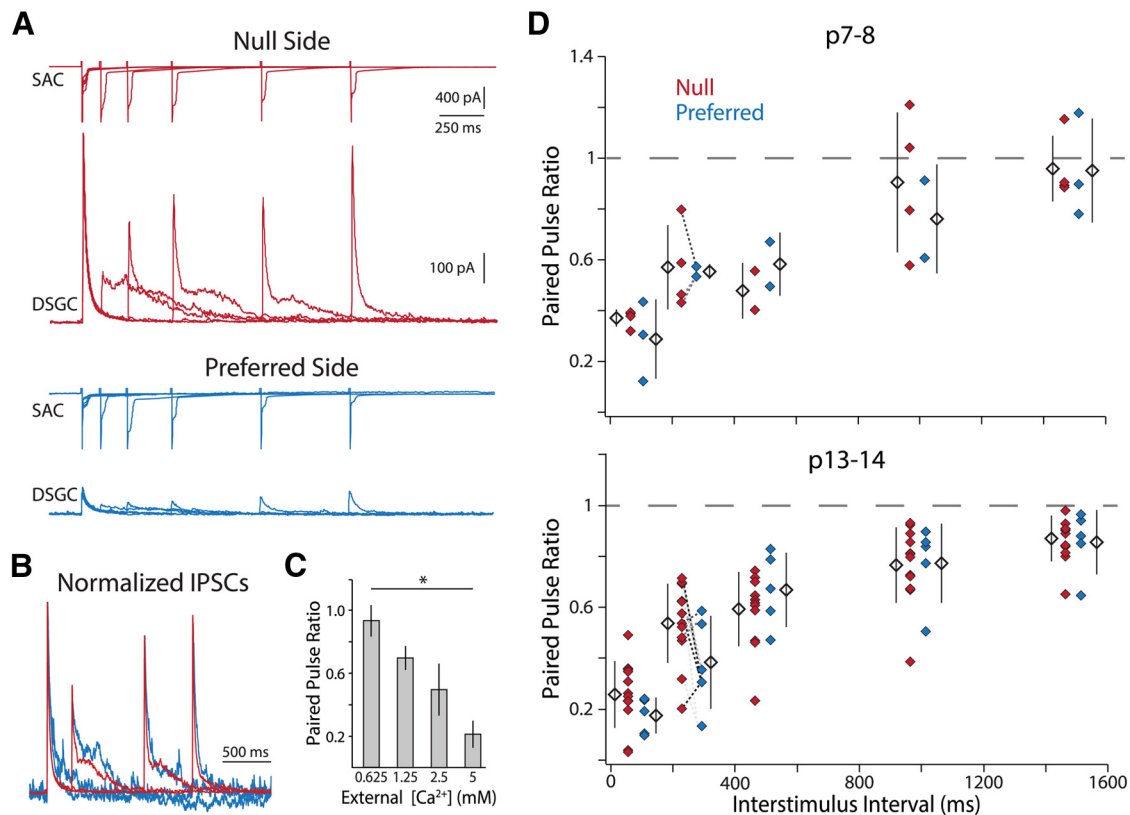 A
Null Side
SAC
400 pA
250 ms
100 pA
DSGC
Preferred Side
SAC
DSGC
B
Normalized IPSCs
500 ms
C
*
Paired Pulse Ratio
1.0
0.6
0.2
0.625 1.25 2.5 5
External [Ca²⁺] (mM)
D
p7-8
Null
Preferred
Paired Pulse Ratio
1.4
1
0.6
0.2
p13-14
Paired Pulse Ratio
1
0.6
0.2
0 400 800 1200 1600
Interstimulus Interval (ms)